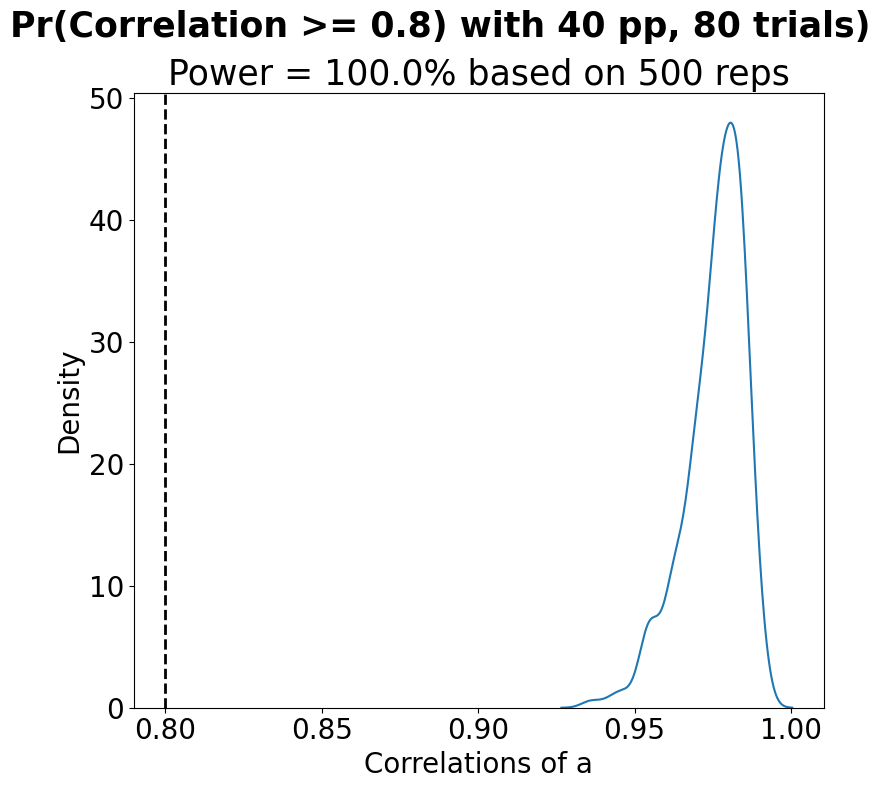 Pr(Correlation >= 0.8) with 40 pp, 80 trials)
Power = 100.0% based on 500 reps
50
40
30
20
10
0
Density
0.80 0.85 0.90 0.95 1.00
Correlations of a